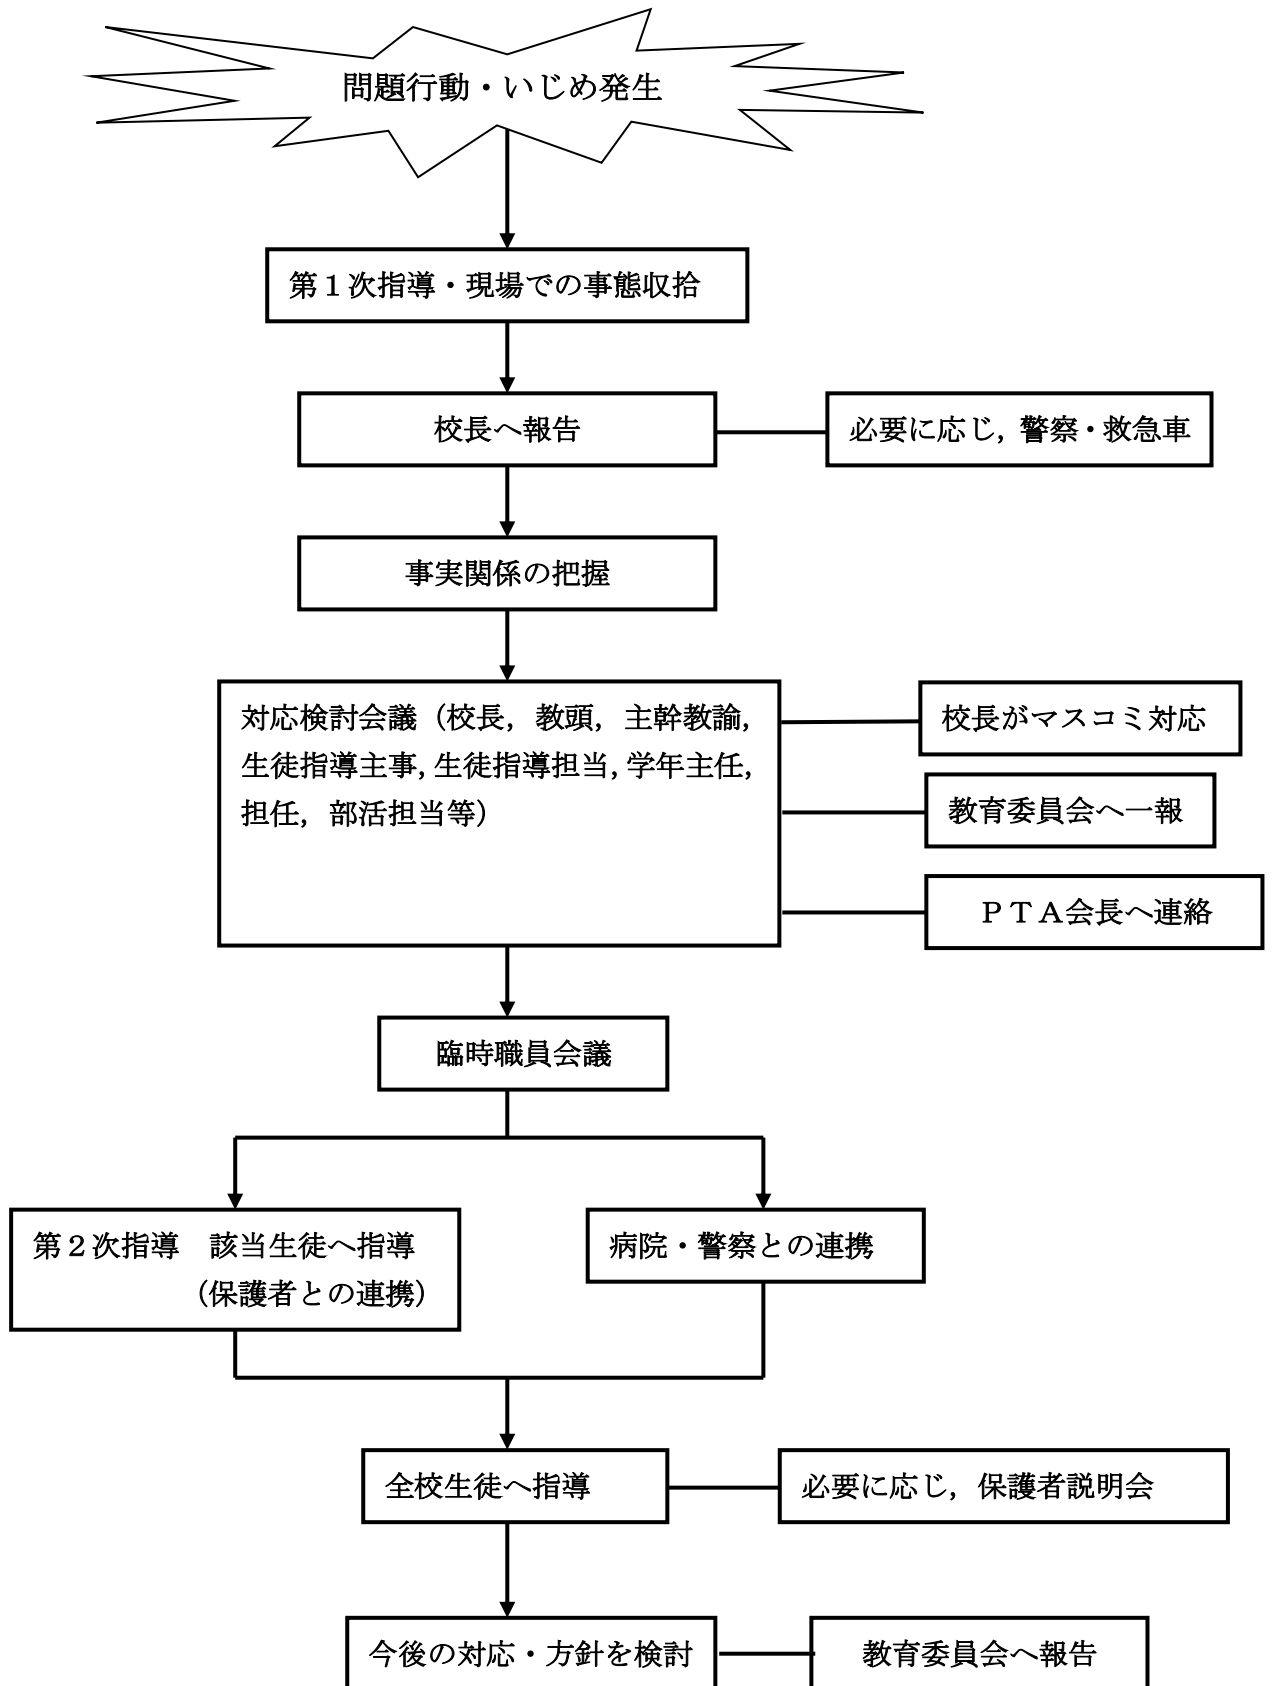 問題行動・いじめ発生
第１次指導・現場での事態収拾
校長へ報告
必要に応じ，警察・救急車
事実関係の把握
対応検討会議（校長，教頭，主幹教諭，
生徒指導主事，生徒指導担当，学年主任，
担任，部活担当等）
校長がマスコミ対応
教育委員会へ一報
ＰＴＡ会長へ連絡
臨時職員会議
第２次指導　該当生徒へ指導
（保護者との連携）
病院・警察との連携
全校生徒へ指導
必要に応じ，保護者説明会
今後の対応・方針を検討
教育委員会へ報告